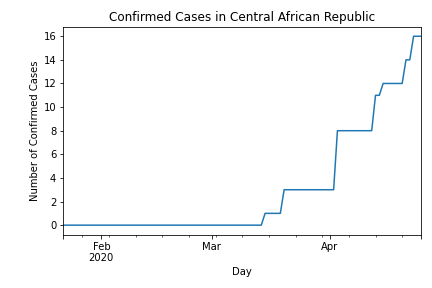 Confirmed Cases in Central African Republic
16
14
12
10
8
6
4
2
0
Number of Confirmed Cases
Feb
2020
Mar
Apr
Day